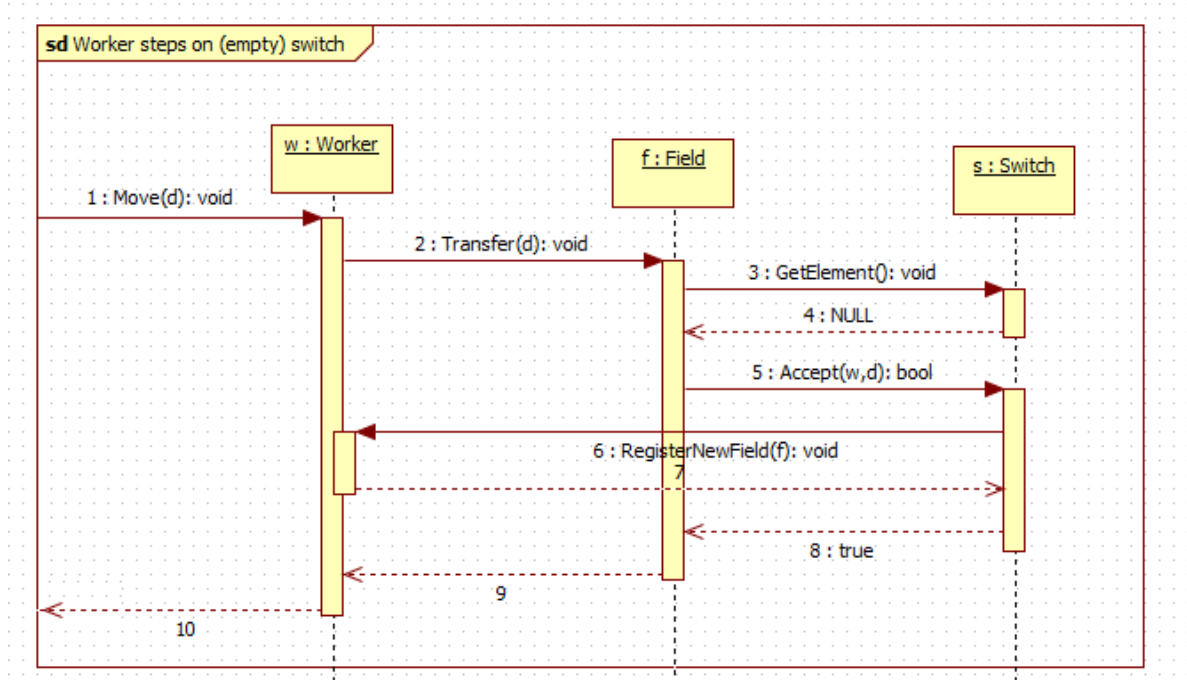 sd Worker steps on (empty) switch
w : Worker
f : Field
s : Switch
1 : Move(d): void
2 : Transfer(d): void
3 : GetElement(): void
4 : NULL
5 : Accept(w,d): bool
6 : RegisterNewField(f): void
7
8 : true
9
10